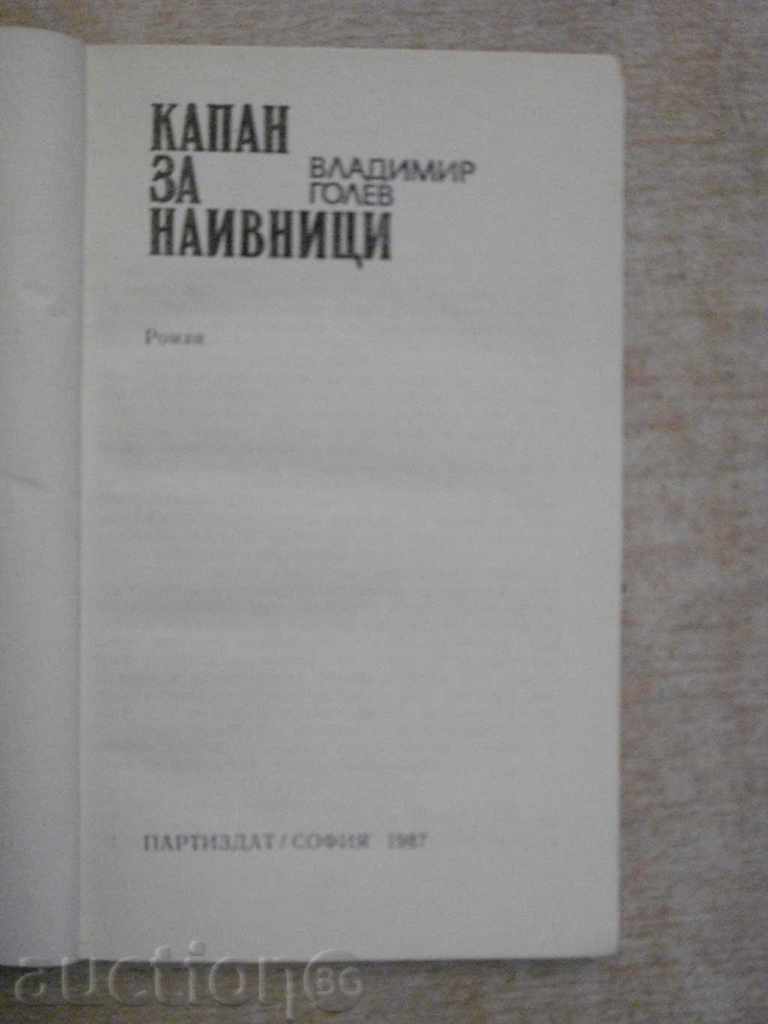 КАПАН
ЗА
НАИВНИЦИ
ВЛАДИМИР
ГОЛЕВ
Роман
ПАРТИЗДАТ / СОФИЯ 1987
auction.BG